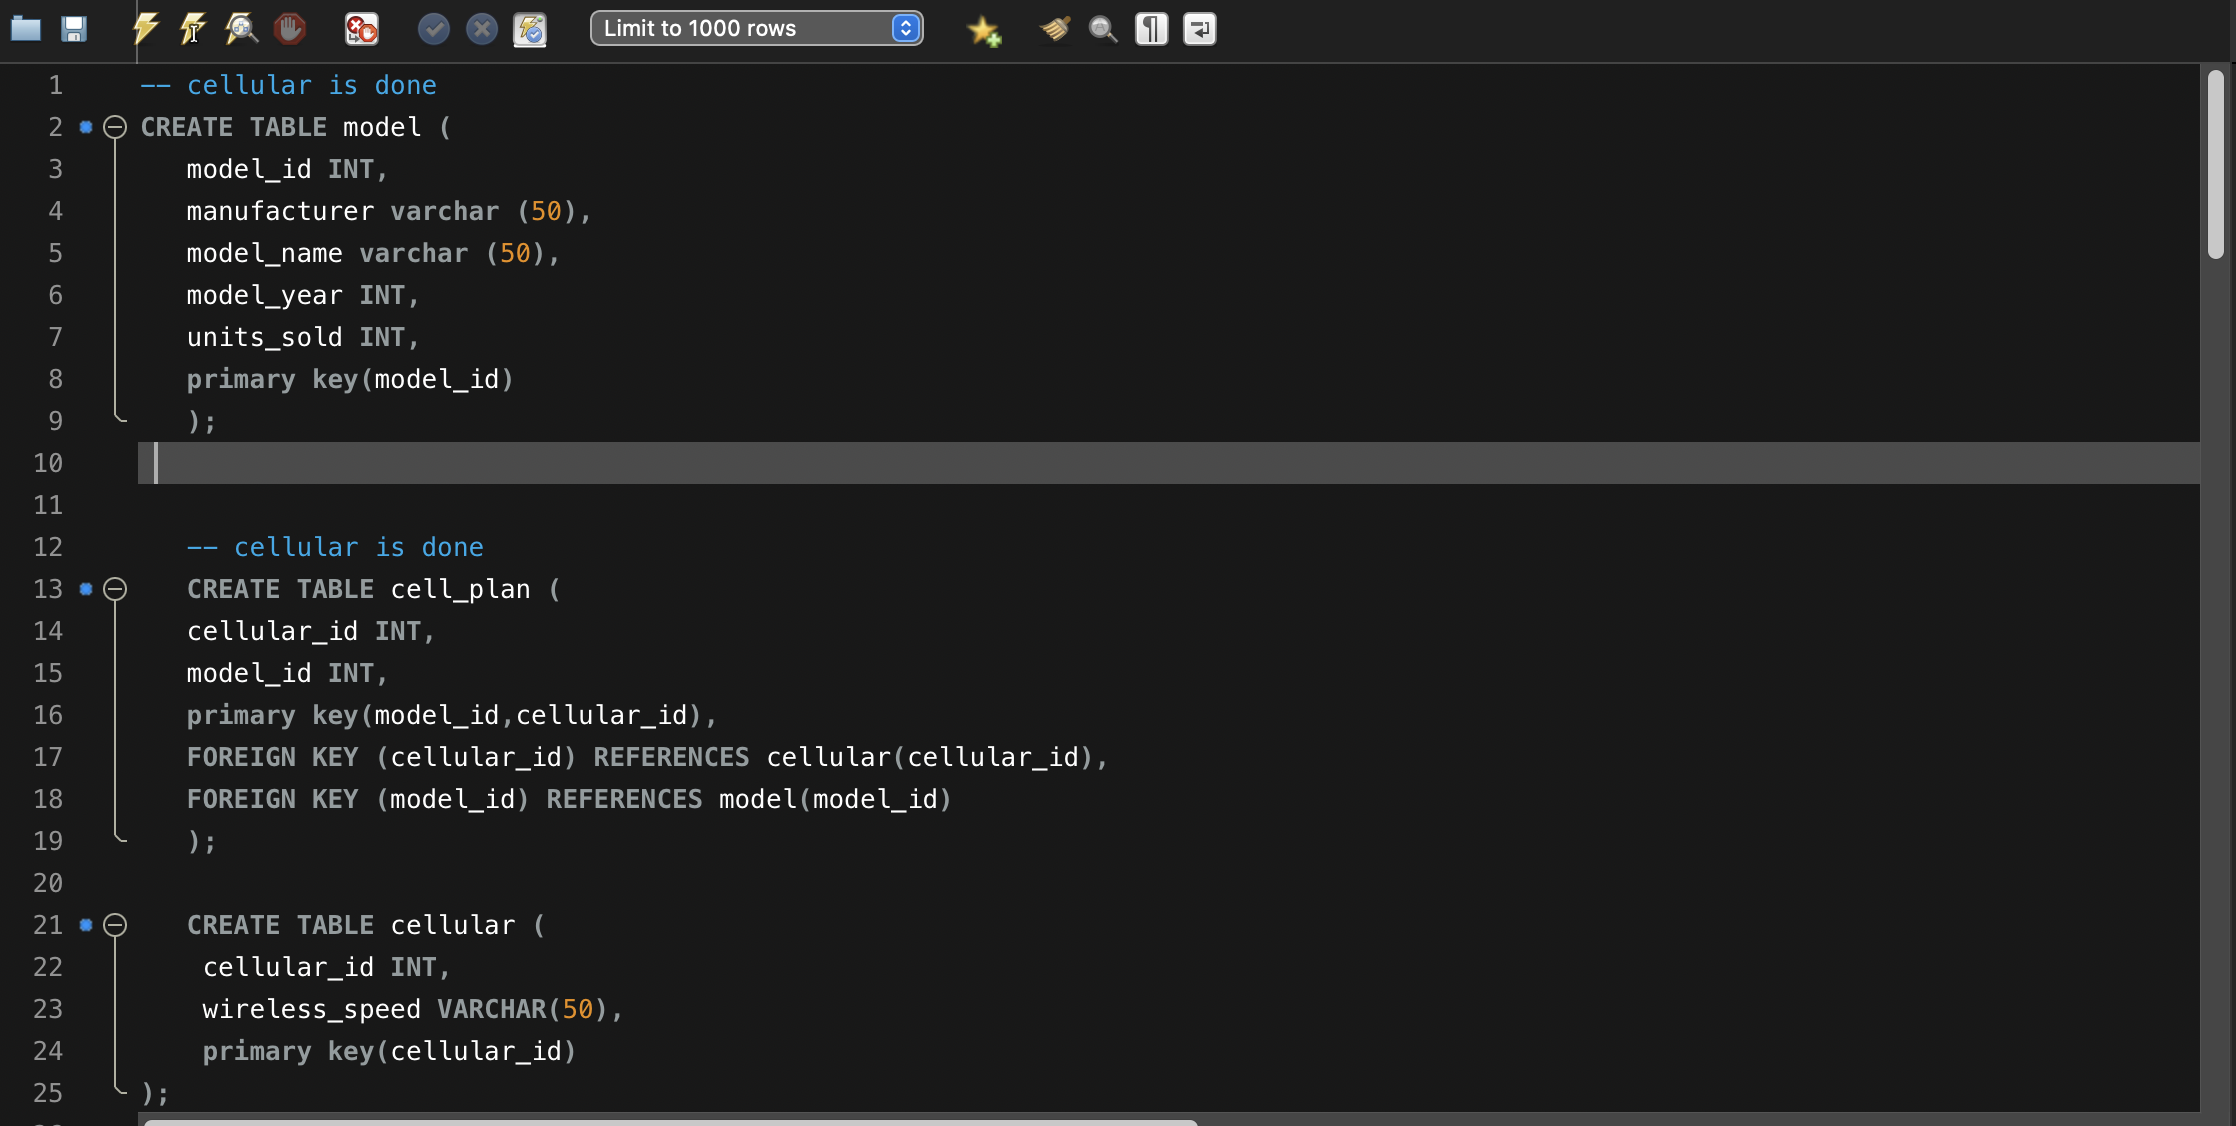 Limit to 1000 rows
1 -- cellular is done
2 CREATE TABLE model (
3 model_id INT,
4 manufacturer varchar (50),
5 model_name varchar (50),
6 model_year INT,
7 units_sold INT,
8 primary key(model_id)
9 );
10
11
12 -- cellular is done
13 CREATE TABLE cell_plan (
14 cellular_id INT,
15 model_id INT,
16 primary key(model_id,cellular_id),
17 FOREIGN KEY (cellular_id) REFERENCES cellular(cellular_id),
18 FOREIGN KEY (model_id) REFERENCES model(model_id)
19 );
20
21 CREATE TABLE cellular (
22 cellular_id INT,
23 wireless_speed VARCHAR(50),
24 primary key(cellular_id)
25 );